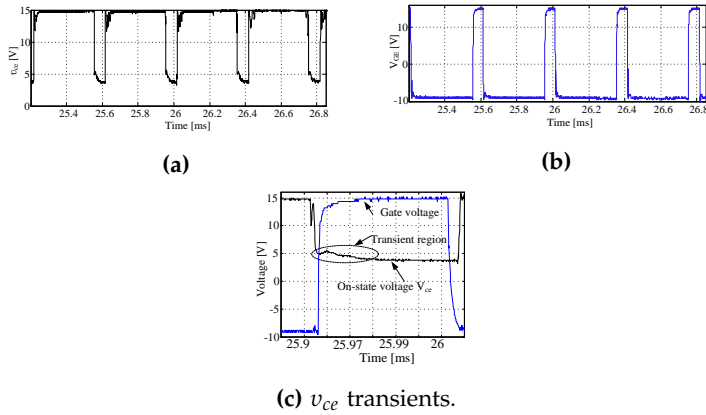 15
10
5
0
v_ce [V]
25.4 25.6 25.8 26 26.2 26.4 26.6 26.8
Time [ms]
(a)
10
0
-10
V_GE [V]
25.4 25.6 25.8 26 26.2 26.4 26.6 26.8
Time [ms]
(b)
15
10
5
0
-5
-10
Voltage [V]
Gate voltage
Transient region
On-state voltage V_ce
25.9 25.97 25.99 26
Time [ms]
(c) v_ce transients.